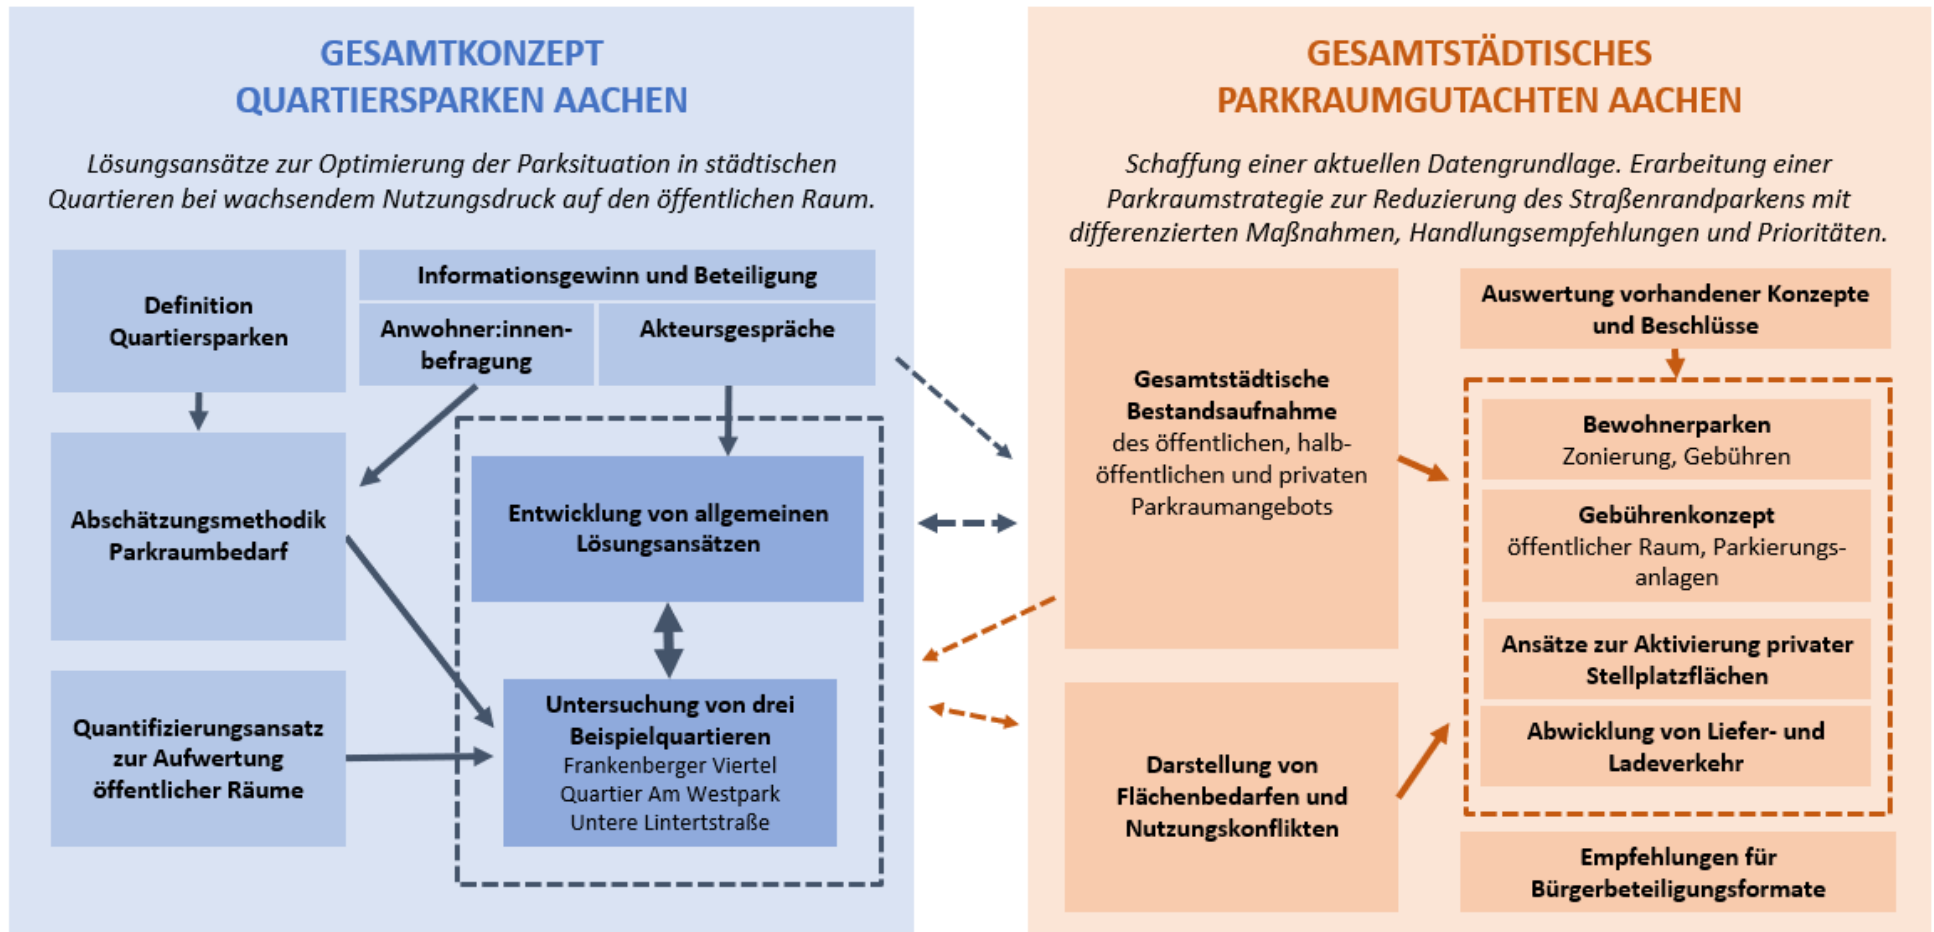 GESAMTKONZEPT
QUARTIERSPARKEN AACHEN
Lösungsansätze zur Optimierung der Parksituation in städtischen
Quartieren bei wachsendem Nutzungsdruck auf den öffentlichen Raum.
Definition
Quartiersparken
Informationsgewinn und Beteiligung
Anwohner:innen-
befragung
Akteursgespräche
Abschätzungsmethodik
Parkraumbedarf
Entwicklung von allgemeinen
Lösungsansätzen
Quantifizierungsansatz
zur Aufwertung
öffentlicher Räume
Untersuchung von drei
Beispielquartieren
Frankenberger Viertel
Quartier Am Westpark
Untere Lintertstraße
GESAMTSTÄDTISCHES
PARKRAUMGUTACHTEN AACHEN
Schaffung einer aktuellen Datengrundlage. Erarbeitung einer
Parkraumstrategie zur Reduzierung des Straßenrandparkens mit
differenzierten Maßnahmen, Handlungsempfehlungen und Prioritäten.
Gesamtstädtische
Bestandsaufnahme
des öffentlichen, halb-
öffentlichen und privaten
Parkraumangebots
Darstellung von
Flächenbedarfen und
Nutzungskonflikten
Auswertung vorhandener Konzepte
und Beschlüsse
Bewohnerparken
Zonierung, Gebühren
Gebührenkonzept
öffentlicher Raum, Parkierungs-
anlagen
Ansätze zur Aktivierung privater
Stellplatzflächen
Abwicklung von Liefer- und
Ladeverkehr
Empfehlungen für
Bürgerbeteiligungsformate